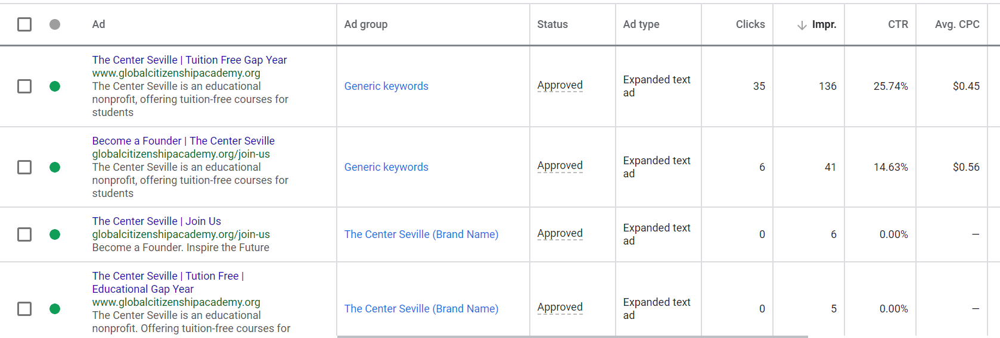 Ad Ad group Status Ad type Clicks ↓ Impr. CTR Avg. CPC
The Center Seville | Tuition Free Gap Year
www.globalcitizenshipacademy.org
The Center Seville is an educational
nonprofit, offering tuition-free courses for
students
Generic keywords
Approved
Expanded text
ad
35 136 25.74% $0.45
Become a Founder | The Center Seville
globalcitizenshipacademy.org/join-us
The Center Seville is an educational
nonprofit, offering tuition-free courses for
students
Generic keywords
Approved
Expanded text
ad
6 41 14.63% $0.56
The Center Seville | Join Us
globalcitizenshipacademy.org/join-us
Become a Founder. Inspire the Future
The Center Seville (Brand Name)
Approved
Expanded text
ad
0 6 0.00% —
The Center Seville | Tution Free |
Educational Gap Year
www.globalcitizenshipacademy.org
The Center Seville is an educational
nonprofit. Offering tuition-free courses for
The Center Seville (Brand Name)
Approved
Expanded text
ad
0 5 0.00% —